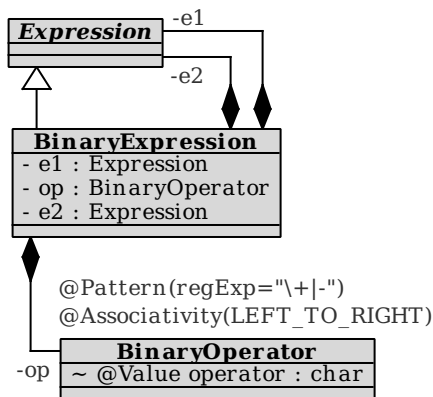 Expression
-e1
-e2
BinaryExpression
- e1 : Expression
- op : BinaryOperator
- e2 : Expression
@Pattern(regExp="\+|-")
@Associativity(LEFT_TO_RIGHT)
BinaryOperator
-op
~ @Value operator : char